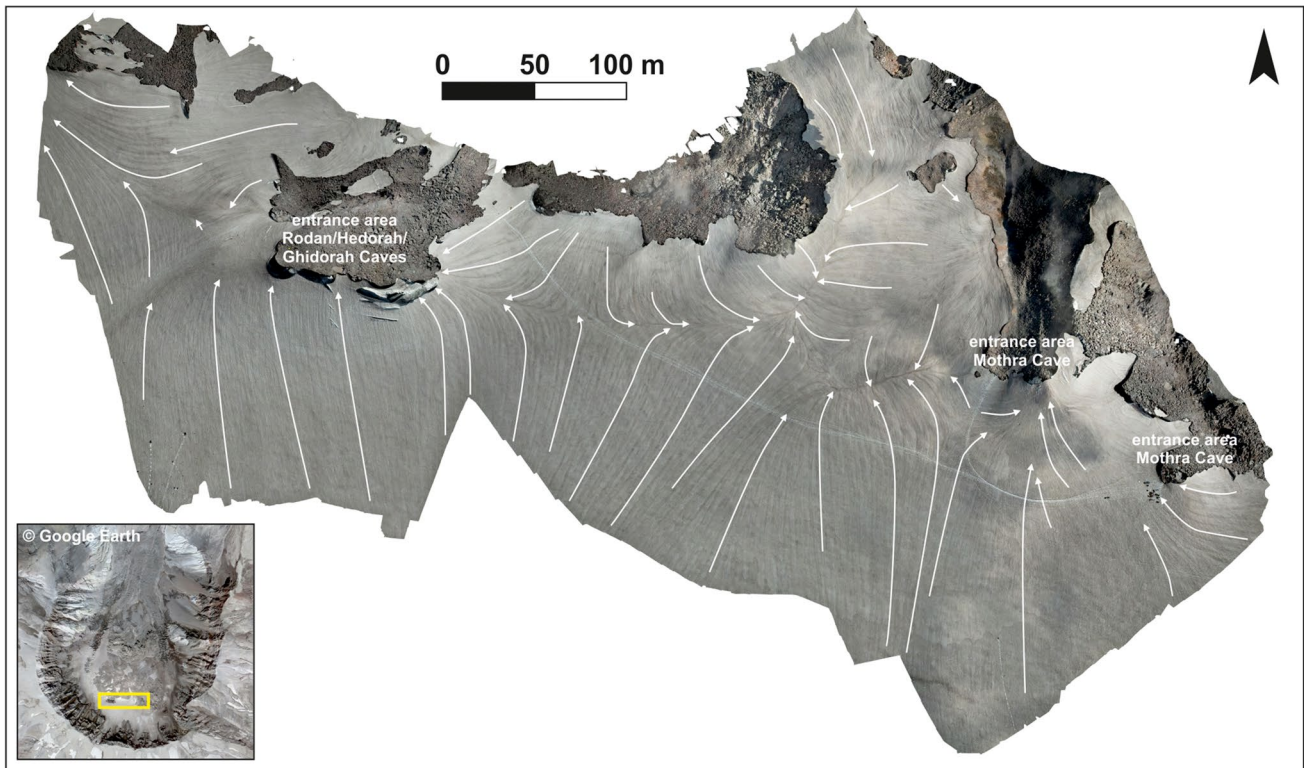 0 50 100 m
entrance area
Rodan/Hedorah/
Ghidorah Caves
entrance area
Mothra Cave
entrance area
Mothra Cave
© Google Earth